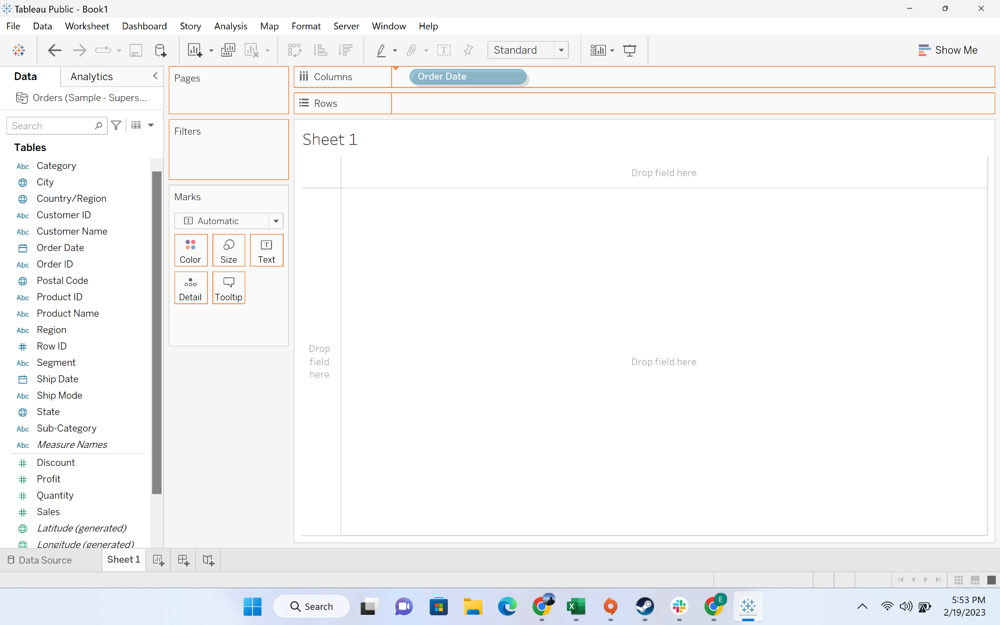 Tableau Public - Book1
File Data Worksheet Dashboard Story Analysis Map Format Server Window Help
Standard
Show Me
Data
Analytics
Orders (Sample - Supers...
Search
Tables
Abc Category
City
Country/Region
Abc Customer ID
Abc Customer Name
Order Date
Abc Order ID
Postal Code
Abc Product ID
Abc Product Name
Abc Region
# Row ID
Abc Segment
Ship Date
Abc Ship Mode
State
Abc Sub-Category
Abc Measure Names
# Discount
# Profit
# Quantity
# Sales
Latitude (generated)
Longitude (generated)
Pages
Filters
Marks
T Automatic
Color
Size
T
Text
Detail
Tooltip
Columns
Order Date
Rows
Sheet 1
Drop field here
Drop
field
here
Drop field here
Data Source
Sheet 1
Search
E
5:53 PM
2/19/2023